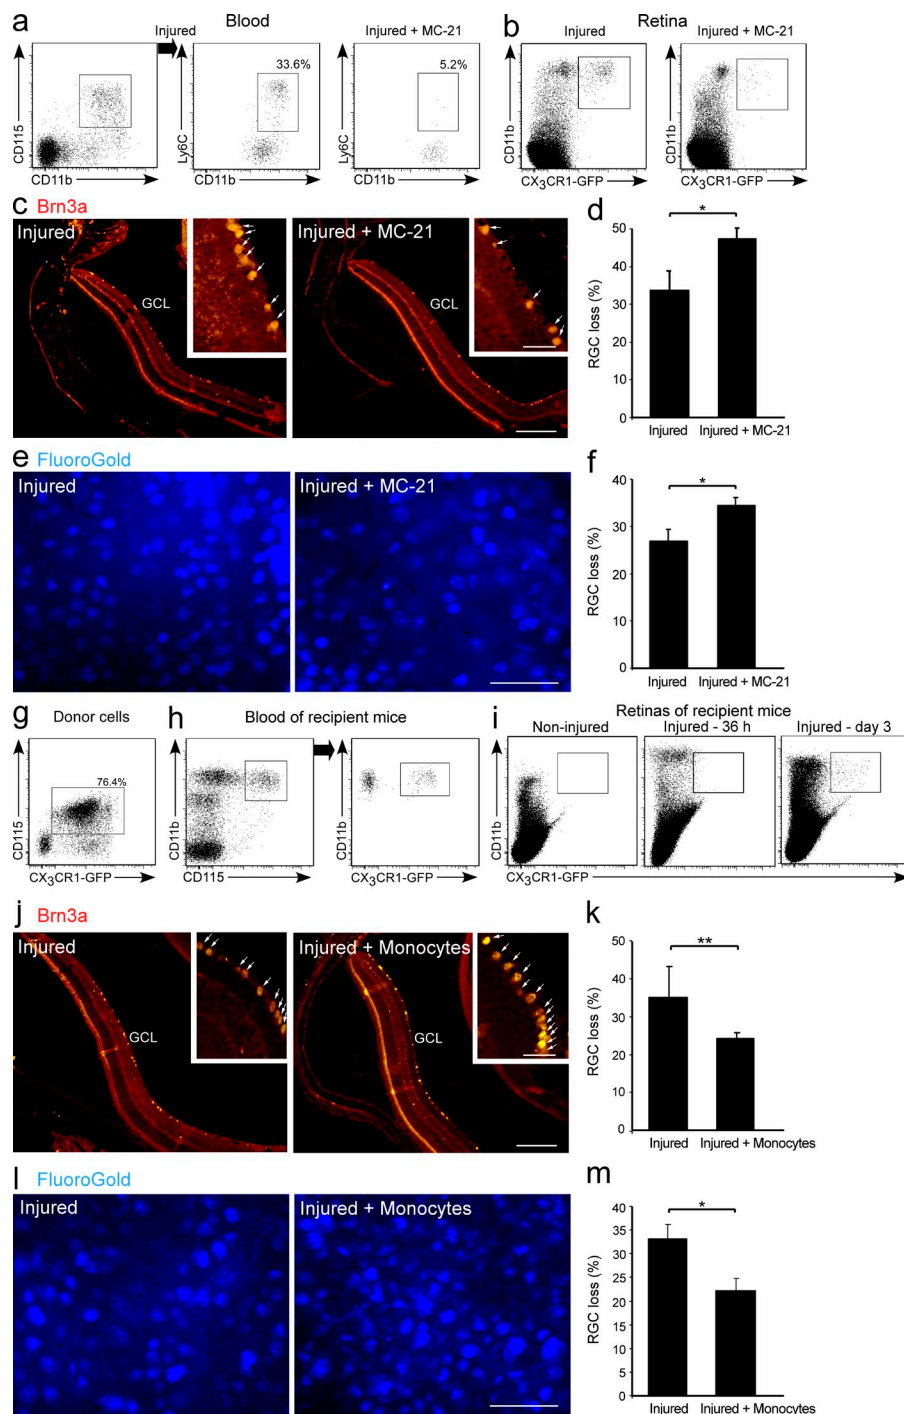 a
Blood
Injured
Injured + MC-21
CD115
CD11b
Ly6C
33.6%
CD11b
Ly6C
5.2%
CD11b
b
Retina
Injured
Injured + MC-21
CD11b
CX3CR1-GFP
CD11b
CX3CR1-GFP
c Brn3a
Injured
GCL
Injured + MC-21
GCL
d
*
RGC loss (%)
50
40
30
20
10
0
Injured
Injured + MC-21
e FluoroGold
Injured
Injured + MC-21
f
*
RGC loss (%)
40
30
20
10
0
Injured
Injured + MC-21
g
Donor cells
CD115
76.4%
CX3CR1-GFP
h
Blood of recipient mice
CD11b
CD115
CD11b
CX3CR1-GFP
i
Retinas of recipient mice
Non-injured
Injured - 36 h
Injured - day 3
CD11b
CX3CR1-GFP
j Brn3a
Injured
GCL
Injured + Monocytes
GCL
k
**
RGC loss (%)
50
40
30
20
10
0
Injured
Injured + Monocytes
l FluoroGold
Injured
Injured + Monocytes
m
*
RGC loss (%)
40
35
30
25
20
15
10
5
0
Injured
Injured + Monocytes